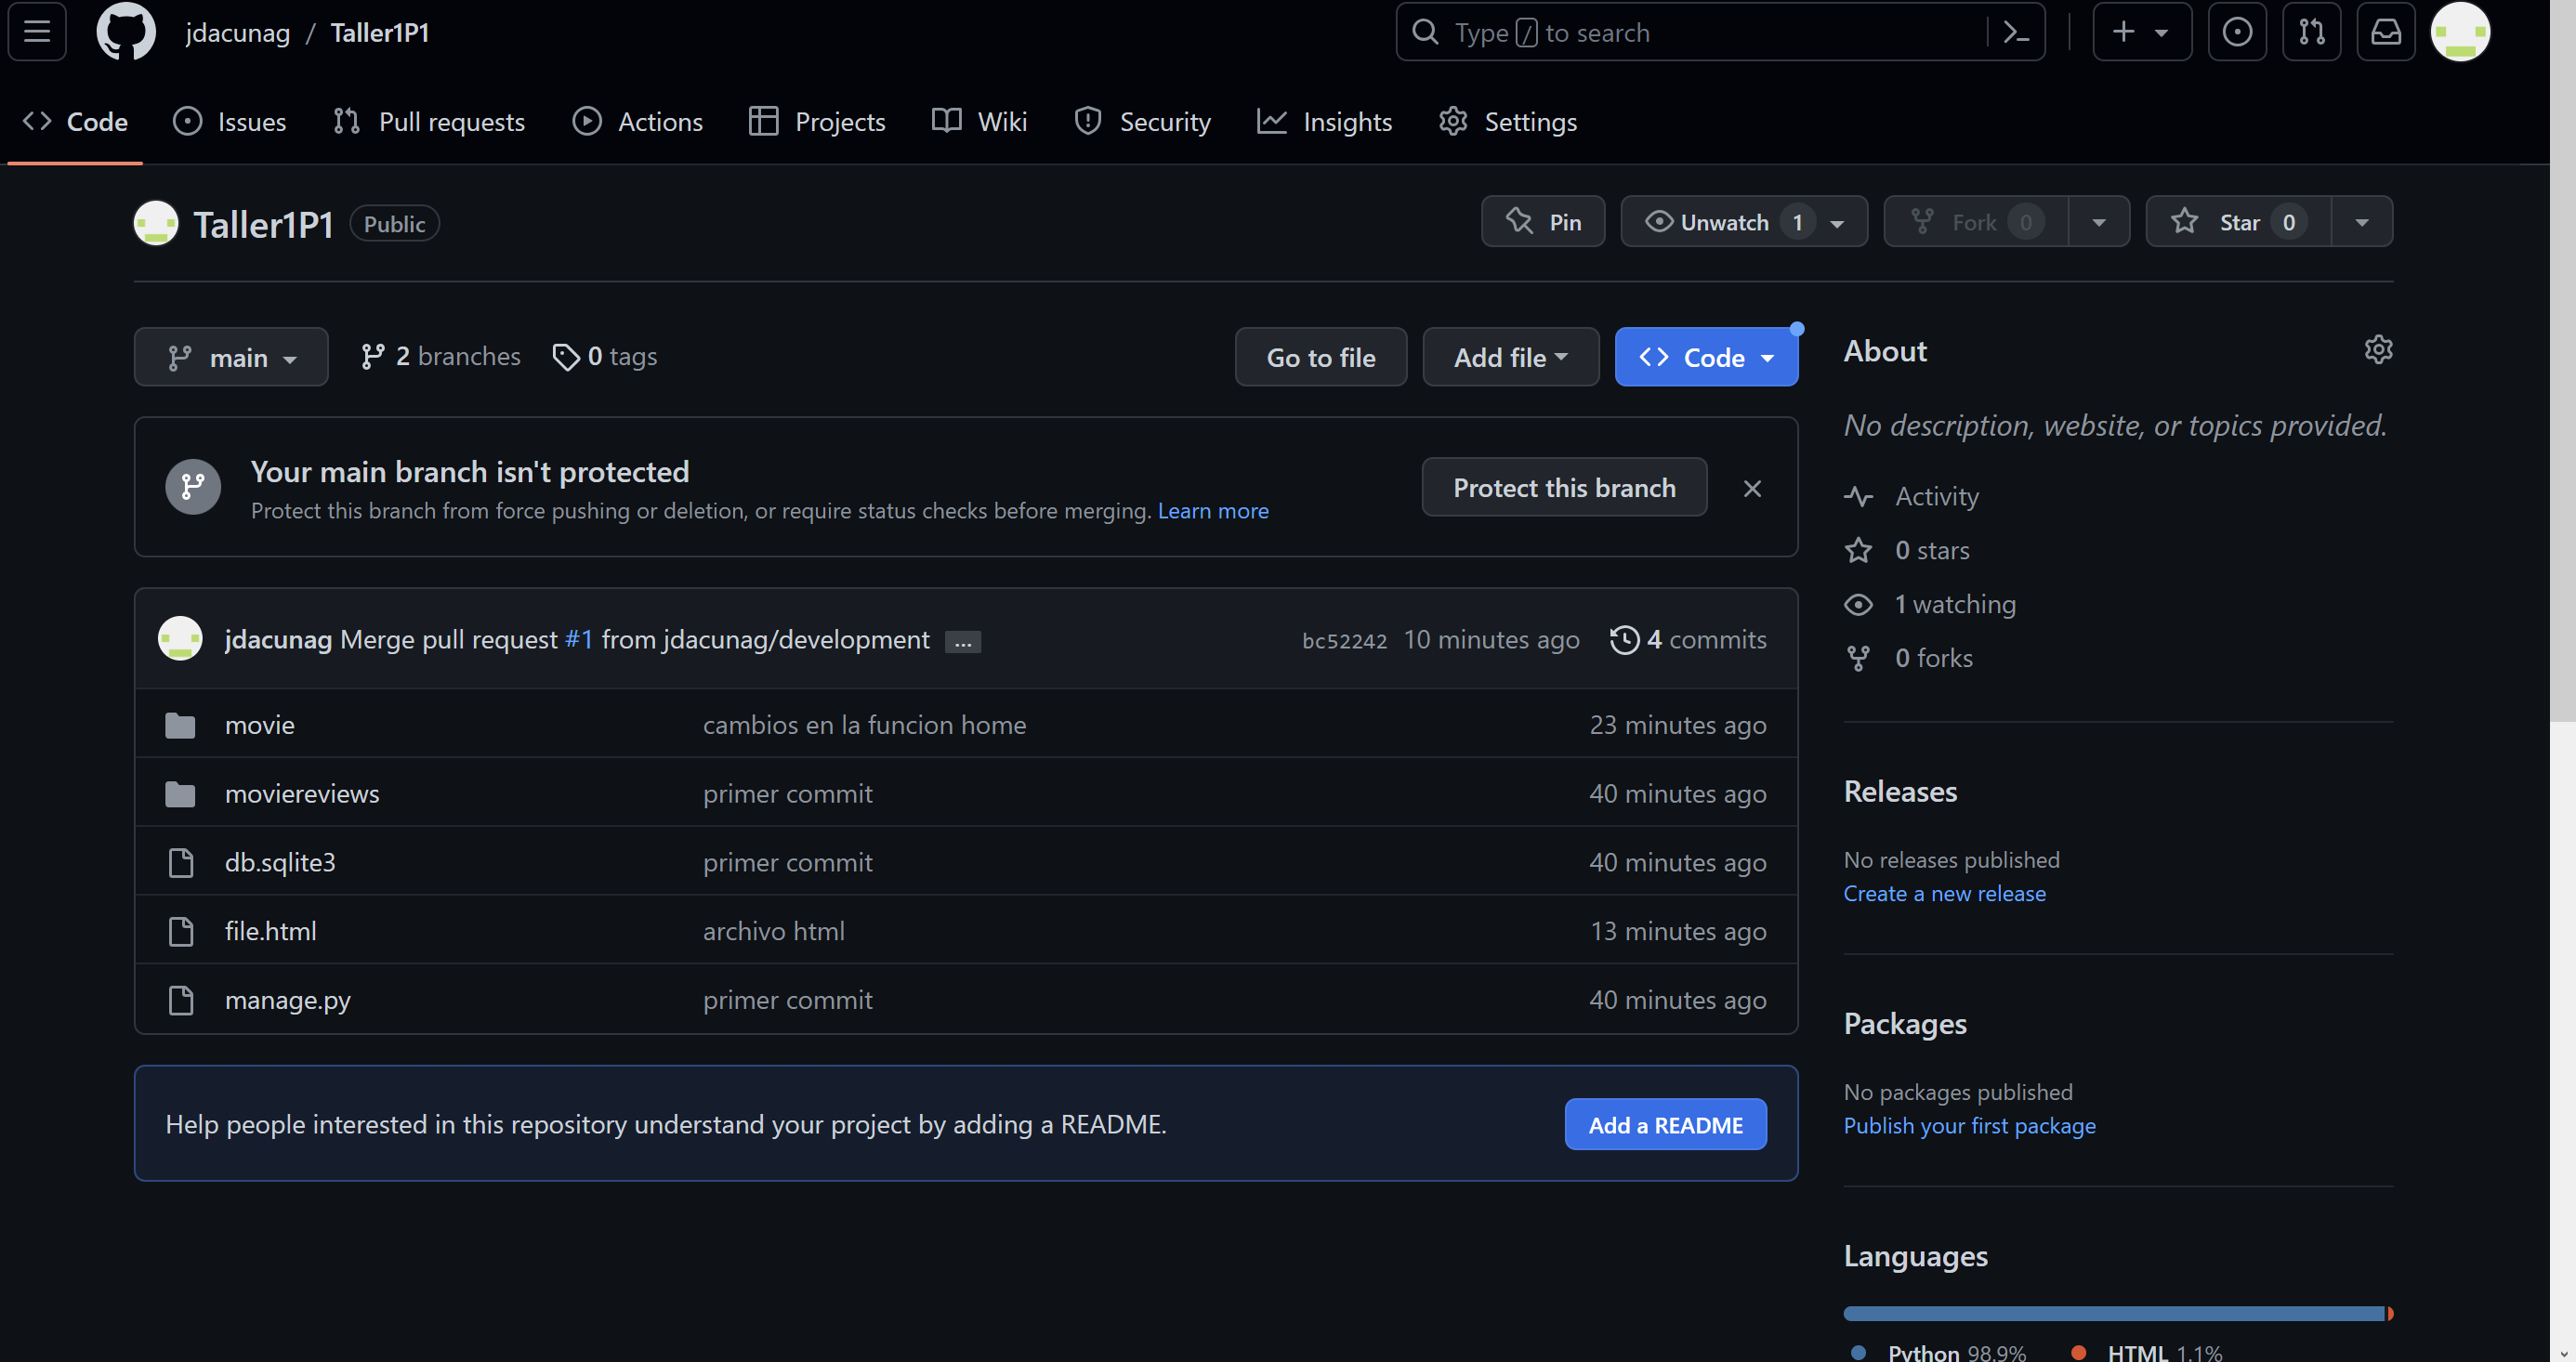 jdacunag / Taller1P1
Type / to search
Code Issues Pull requests Actions Projects Wiki Security Insights Settings
Taller1P1 Public
Pin Unwatch 1 Fork 0 Star 0
main 2 branches 0 tags
Go to file Add file Code
Your main branch isn't protected
Protect this branch from force pushing or deletion, or require status checks before merging. Learn more
Protect this branch
jdacunag Merge pull request #1 from jdacunag/development ... bc52242 10 minutes ago 4 commits
movie cambios en la funcion home 23 minutes ago
moviereviews primer commit 40 minutes ago
db.sqlite3 primer commit 40 minutes ago
file.html archivo html 13 minutes ago
manage.py primer commit 40 minutes ago
Help people interested in this repository understand your project by adding a README.
Add a README
About
No description, website, or topics provided.
Activity
0 stars
1 watching
0 forks
Releases
No releases published
Create a new release
Packages
No packages published
Publish your first package
Languages
Python 98.9% HTML 1.1%